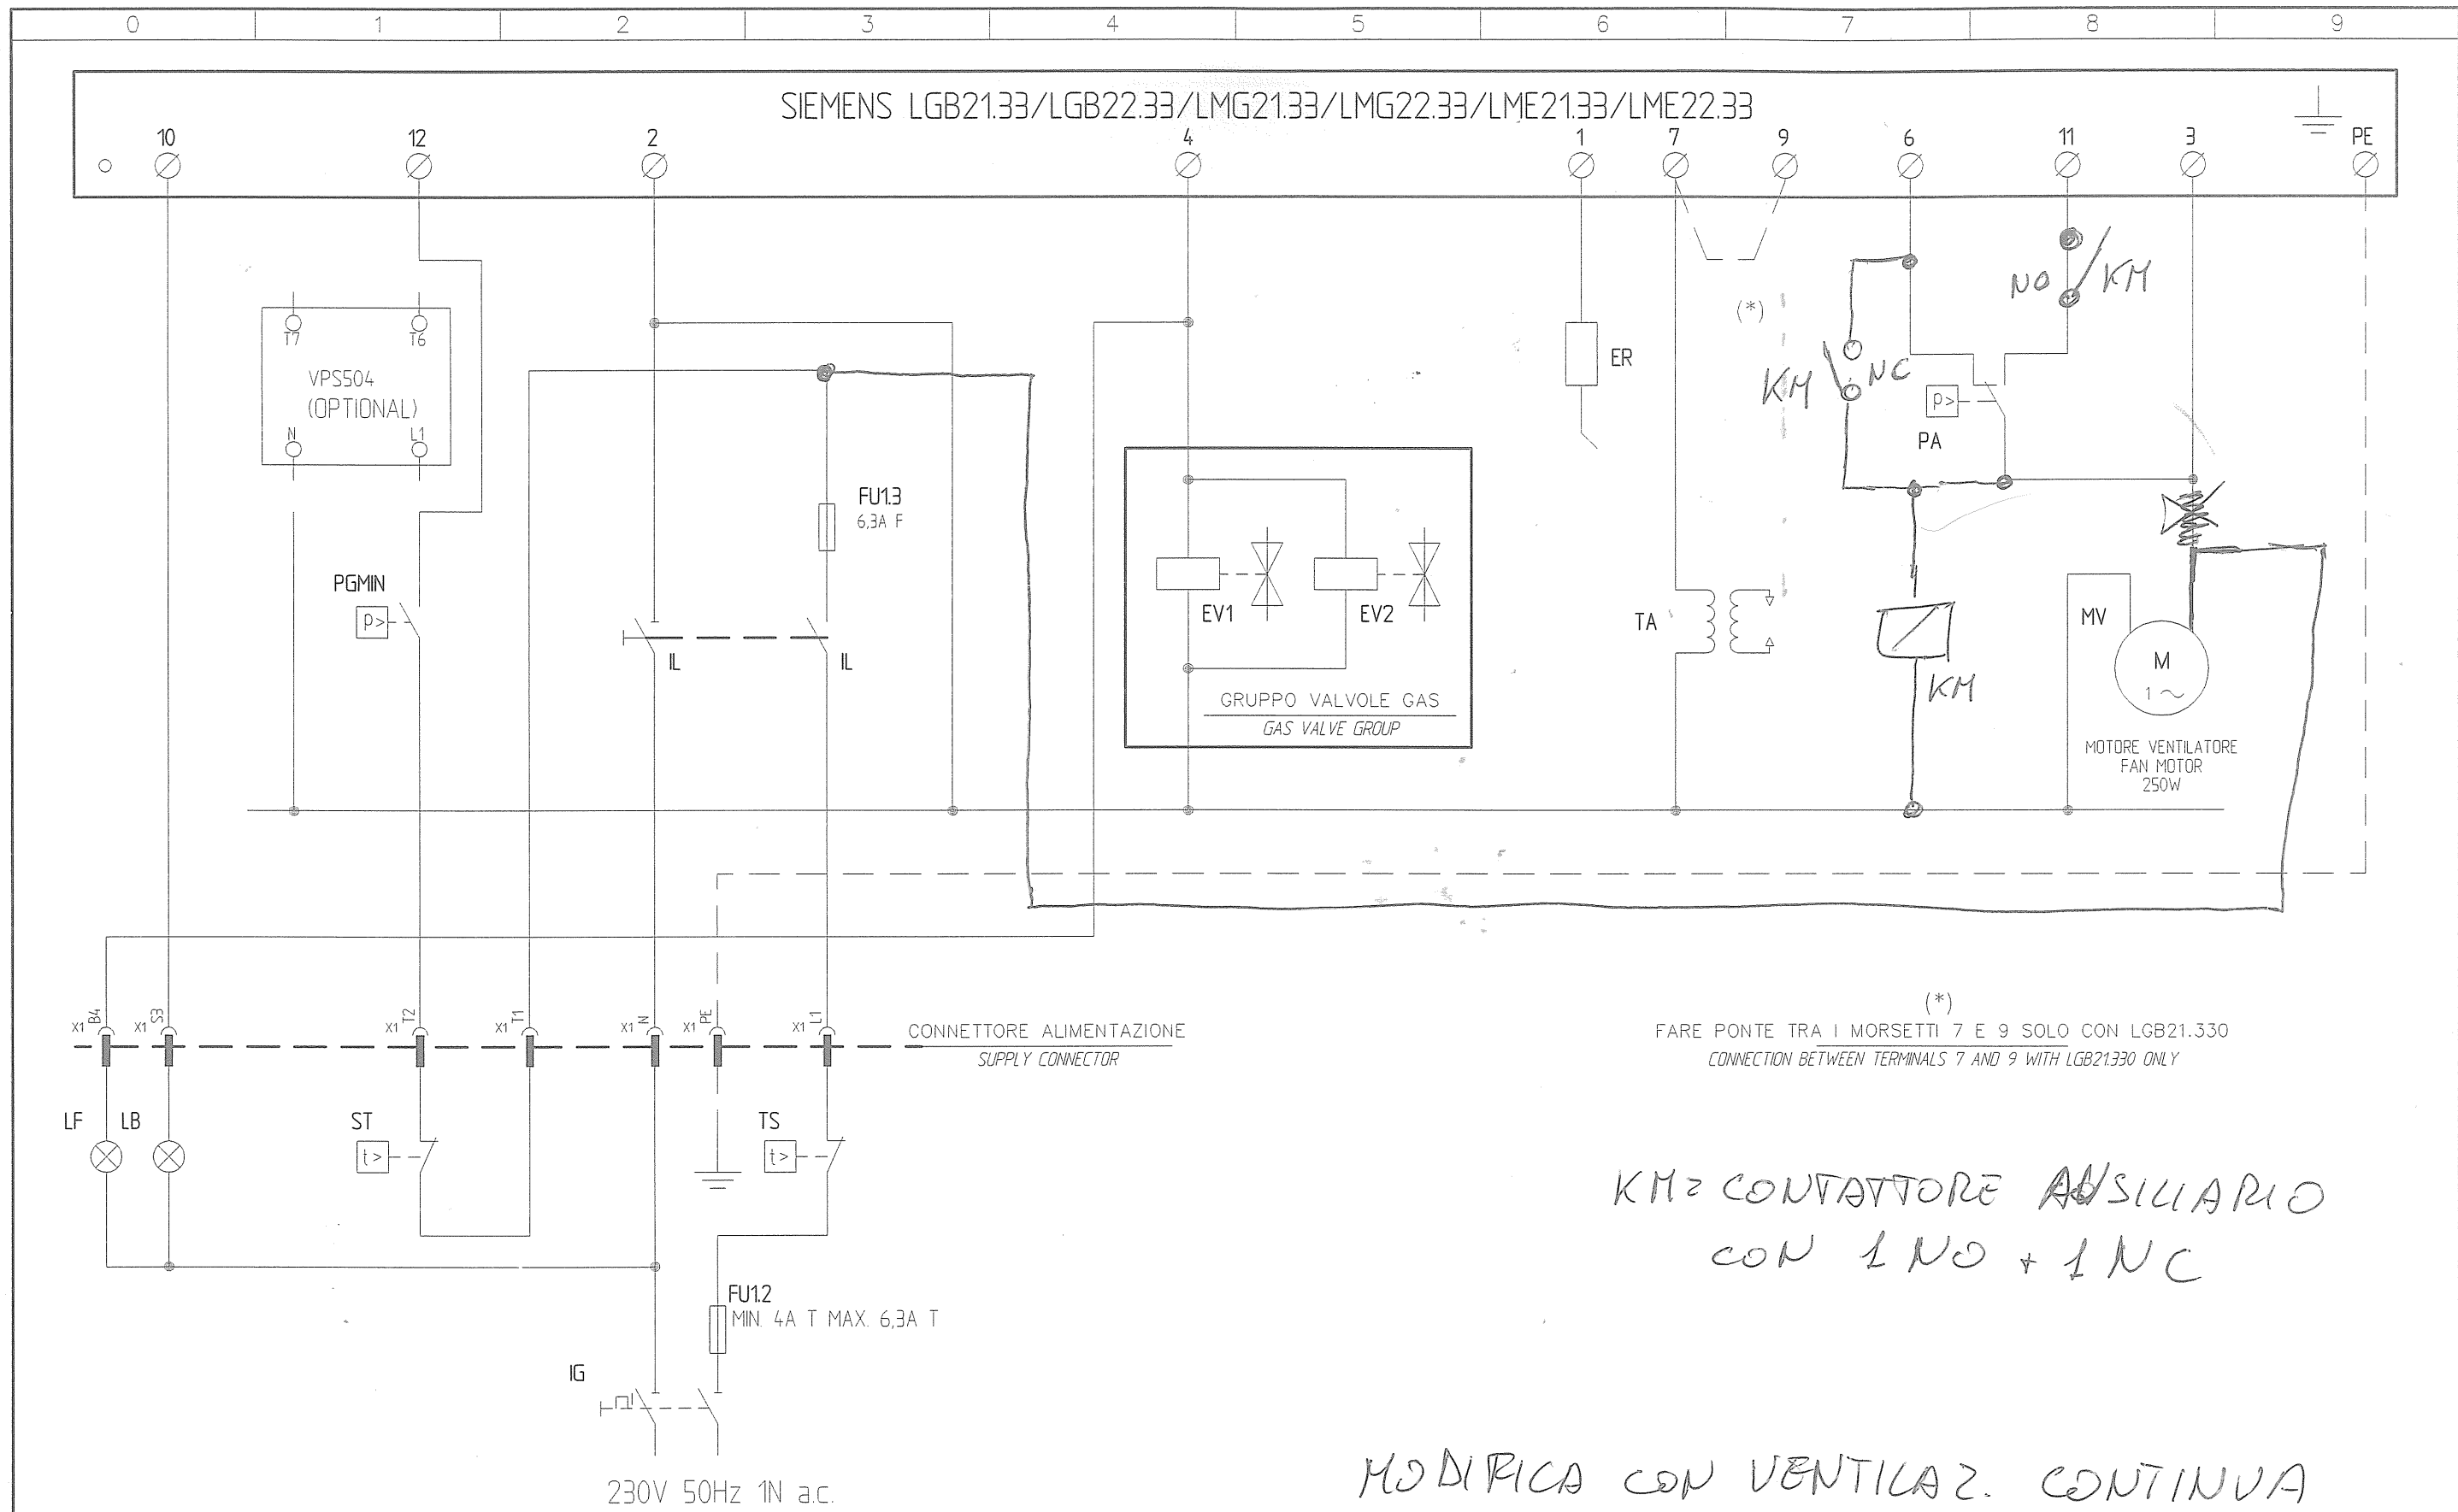 0 1 2 3 4 5 6 7 8 9
SIEMENS LGB21.33/LGB22.33/LMG21.33/LMG22.33/LME21.33/LME22.33
10 12 2 4 1 7 9 6 11 3 PE
T7 T6
VPS504
(OPTIONAL)
N L1
(*)
NO KM
ER
KM NC
P>
PA
FU1.3
6,3A F
PGMIN
P>
IL IL
EV1 EV2
GRUPPO VALVOLE GAS
GAS VALVE GROUP
TA
KM
MV
M
1 ~
MOTORE VENTILATORE
FAN MOTOR
250W
X1 B4 X1 S3 X1 T2 X1 T1 X1 N X1 PE X1 L1
CONNETTORE ALIMENTAZIONE
SUPPLY CONNECTOR
(*)
FARE PONTE TRA I MORSETTI 7 E 9 SOLO CON LGB21.330
CONNECTION BETWEEN TERMINALS 7 AND 9 WITH LGB21.330 ONLY
LF LB ST TS
t> t>
KM= CONTATTORE AUSILIARIO
CON 1 NO + 1 NC
FU1.2
MIN. 4A T MAX. 6,3A T
IG
230V 50Hz 1N a.c.
MODIFICA CON VENTILAZ. CONTINUA